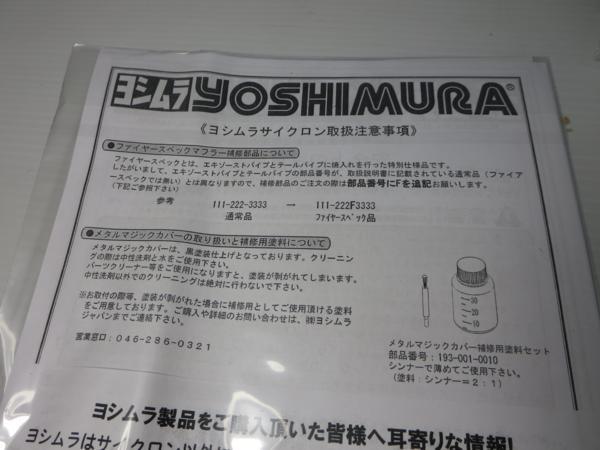 ヨシムラ YOSHIMURA®
《ヨシムラサイクロン取扱注意事項》
●ファイヤースペックマフラー補修部品について
ファイヤースペックとは、エキゾーストパイプとテールパイプに焼入れを行った特別仕様品です。
したがいまして、エキゾーストパイプとテールパイプの部品番号が、取扱説明書に記載されている通常品(ファイア
ースペックでは無い)とは異なりますので、補修部品のご注文の際は部品番号にFを追記お願いします。
(下記ご参照下さい)
参考 111-222-3333 → 111-222F3333
通常品 ファイヤースペック品
●メタルマジックカバーの取り扱いと補修用塗料について
メタルマジックカバーは、黒塗装仕上げとなっております。クリーニン
グの際は中性洗剤と水をご使用下さい。
パーツクリーナー等をご使用になりますと、塗装が剥がれてしまいます。
中性洗剤以外でのクリーニングは絶対に行わないで下さい。
※お取付の際等、塗装が剥がれた場合に補修用としてご使用頂ける塗料
をご用意しております。ご購入や詳細のお問い合わせは、㈱ヨシムラ
ジャパンまでご連絡下さい。
営業窓口：046-286-0321
30
20
10
メタルマジックカバー補修用塗料セット
部品番号：193-001-0010
シンナーで薄めてご使用下さい。
(塗料：シンナー＝2：1)
ヨシムラ製品をご購入頂いた皆様へ耳寄りな情報!
ヨシムラはサイクロン以外に